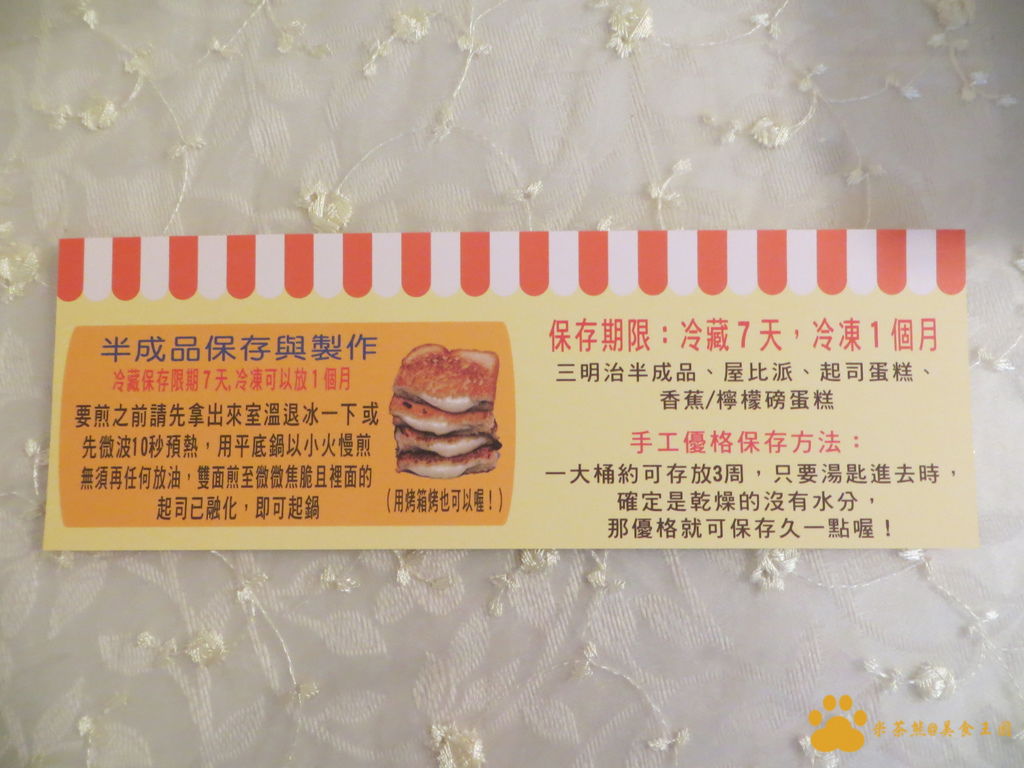 半成品保存與製作
冷藏保存限期7天,冷凍可以放1個月
要煎之前請先拿出來室溫退冰一下或
先微波10秒預熱，用平底鍋以小火慢煎
無須再任何放油，雙面煎至微微焦脆且裡面的
起司已融化，即可起鍋
(用烤箱烤也可以喔！)
保存期限：冷藏7天，冷凍1個月
三明治半成品、屋比派、起司蛋糕、
香蕉/檸檬磅蛋糕
手工優格保存方法：
一大桶約可存放3周，只要湯匙進去時，
確定是乾燥的沒有水分，
那優格就可保存久一點喔！
米茶熊@美食王國